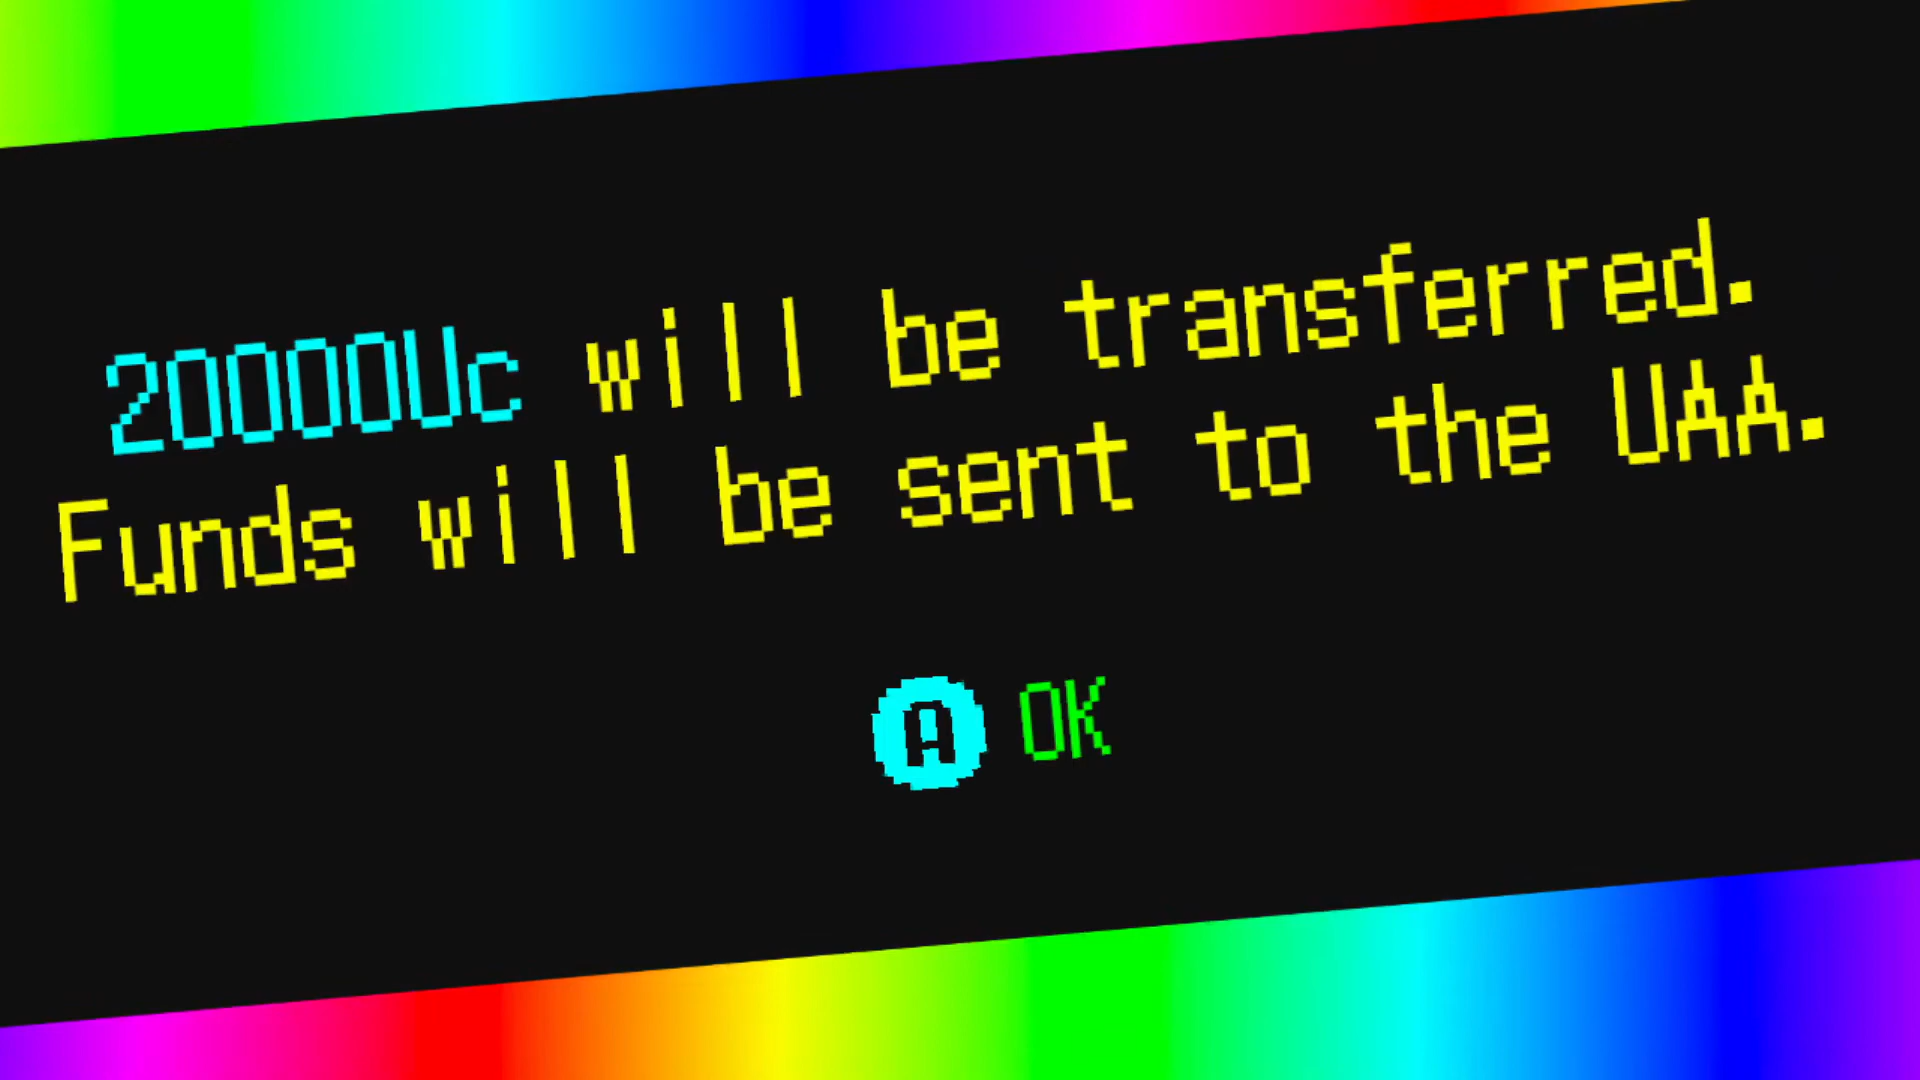 20000Uc will be transferred.
Funds will be sent to the UAA.
A OK